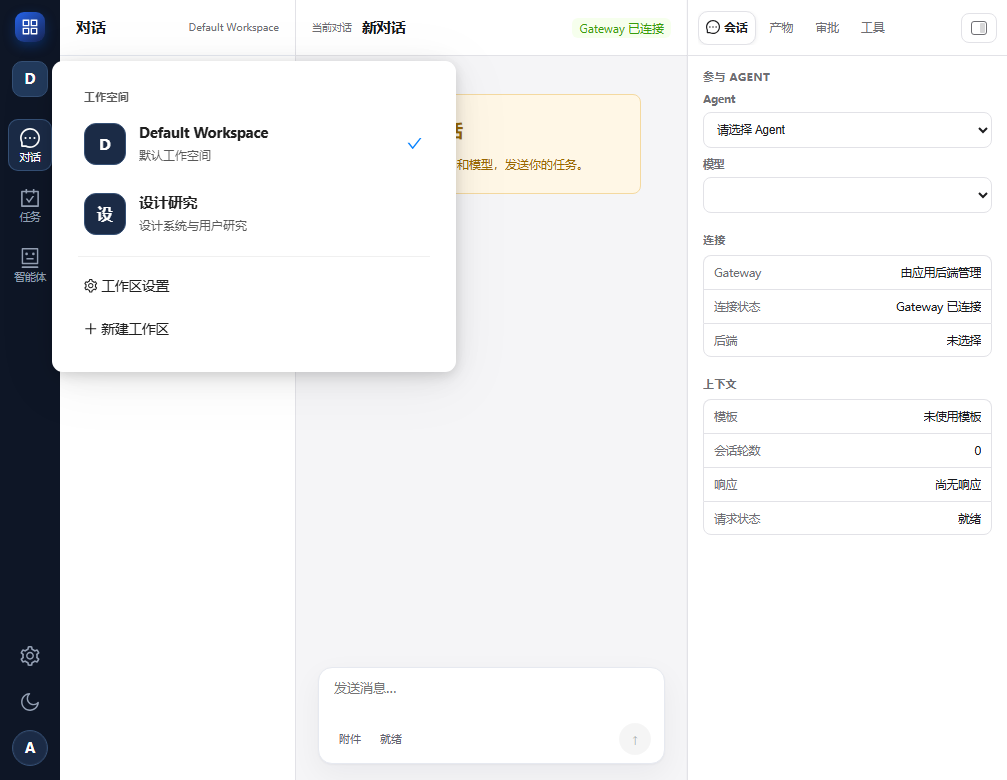 对话
Default Workspace
当前对话 新对话
Gateway 已连接
会话
产物
审批
工具
D
对话
任务
智能体
A
工作空间
D
Default Workspace
默认工作空间
设
设计研究
设计系统与用户研究
工作区设置
新建工作区
和模型，发送你的任务。
发送消息...
附件
就绪
↑
参与 AGENT
Agent
请选择 Agent
模型
连接
Gateway 由应用后端管理
连接状态 Gateway 已连接
后端 未选择
上下文
模板 未使用模板
会话轮数 0
响应 尚无响应
请求状态 就绪